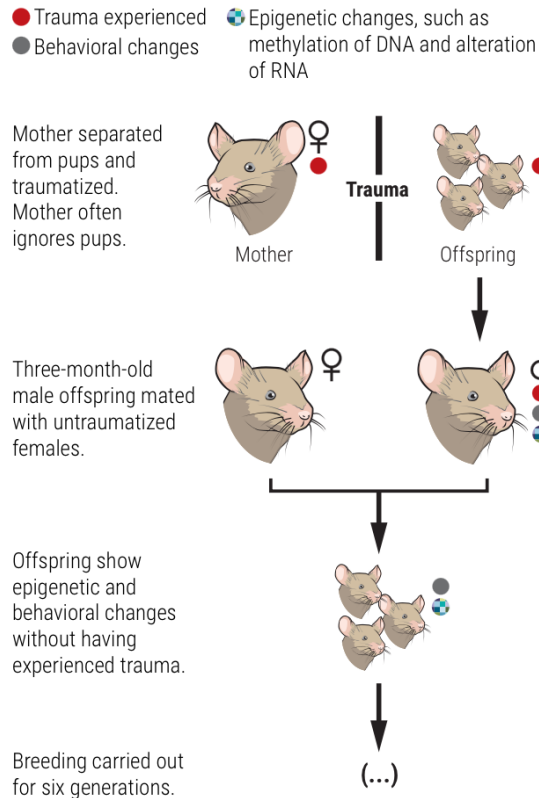 Trauma experienced
Behavioral changes
Epigenetic changes, such as
methylation of DNA and alteration
of RNA
Mother separated
from pups and
traumatized.
Mother often
ignores pups.
♀
Trauma
Mother
Offspring
Three-month-old
male offspring mated
with untraumatized
females.
♀
Offspring show
epigenetic and
behavioral changes
without having
experienced trauma.
Breeding carried out
for six generations.
(...)